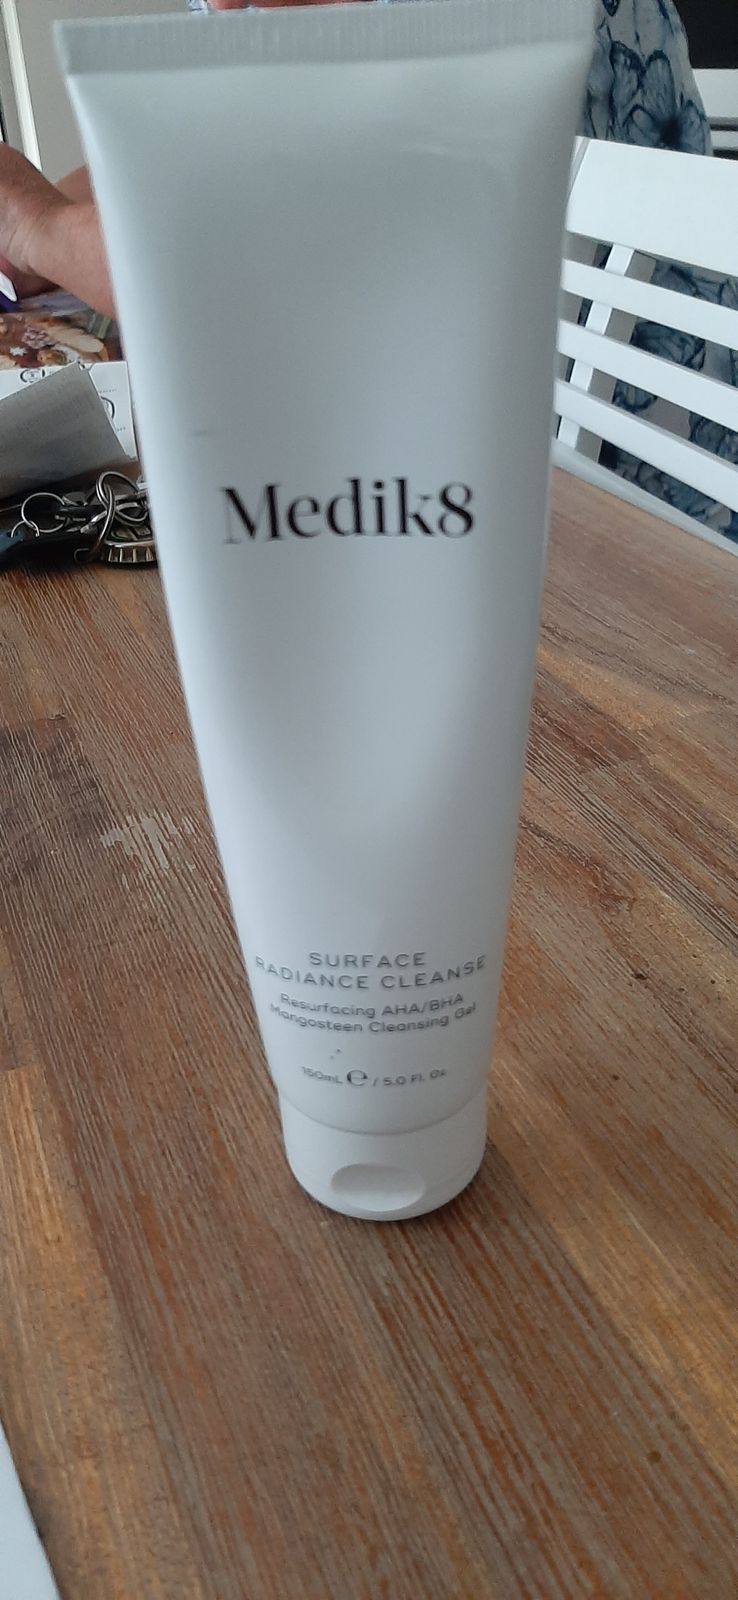 Medik8
SURFACE
RADIANCE CLEANSE
Resurfacing AHA/BHA
Mangosteen Cleansing Gel
150mL ℮ / 5.0 Fl. Oz.